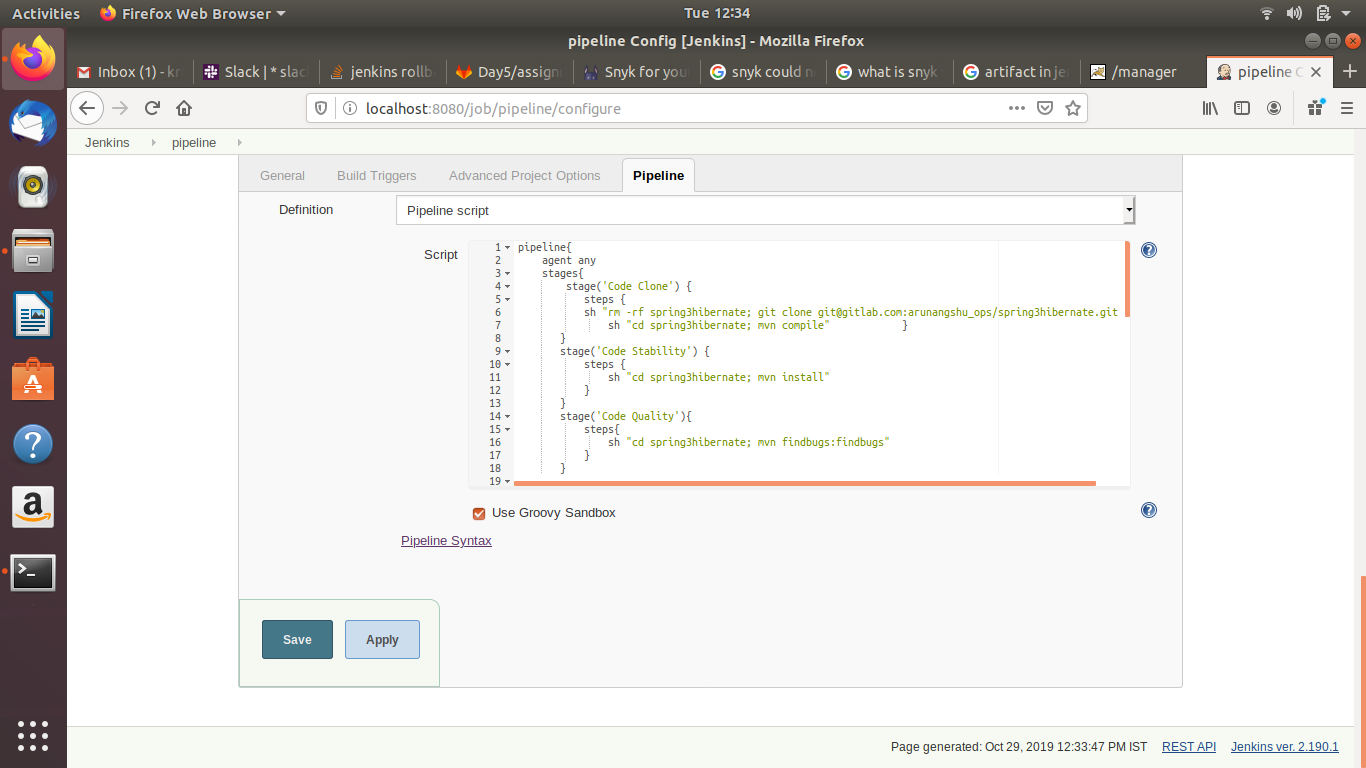 Activities Firefox Web Browser Tue 12:34
pipeline Config [Jenkins] - Mozilla Firefox
Inbox (1) - kr Slack | * slac jenkins rollb Day5/assign Snyk for you snyk could n what is snyk artifact in je /manager pipeline C
localhost:8080/job/pipeline/configure
Jenkins pipeline
General Build Triggers Advanced Project Options Pipeline
Definition Pipeline script
Script
1 pipeline{
2 agent any
3 stages{
4 stage('Code Clone') {
5 steps {
6 sh "rm -rf spring3hibernate; git clone git@gitlab.com:arunangshu_ops/spring3hibernate.git
7 sh "cd spring3hibernate; mvn compile" }
8 }
9 stage('Code Stability') {
10 steps {
11 sh "cd spring3hibernate; mvn install"
12 }
13 }
14 stage('Code Quality'){
15 steps{
16 sh "cd spring3hibernate; mvn findbugs:findbugs"
17 }
18 }
19
Use Groovy Sandbox
Pipeline Syntax
Save Apply
Page generated: Oct 29, 2019 12:33:47 PM IST REST API Jenkins ver. 2.190.1